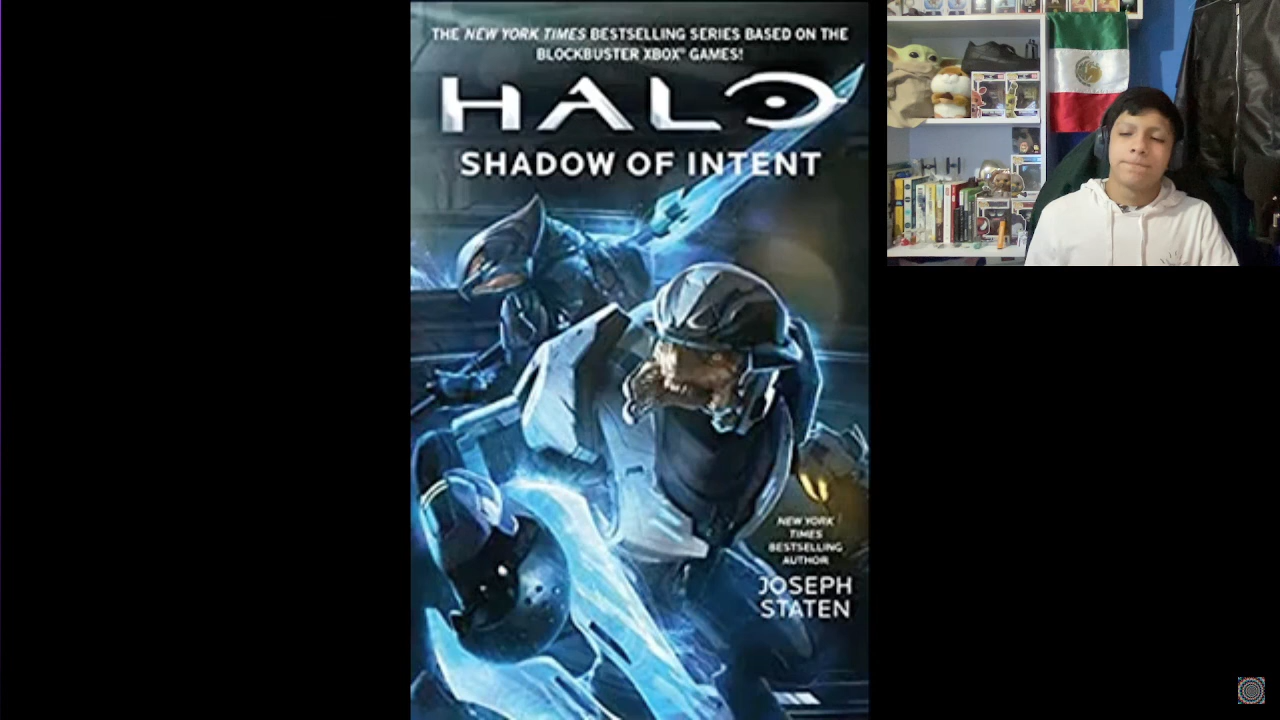 THE NEW YORK TIMES BESTSELLING SERIES BASED ON THE
BLOCKBUSTER XBOX® GAMES!
HALO
SHADOW OF INTENT
NEW YORK
TIMES
BESTSELLING
AUTHOR
JOSEPH
STATEN